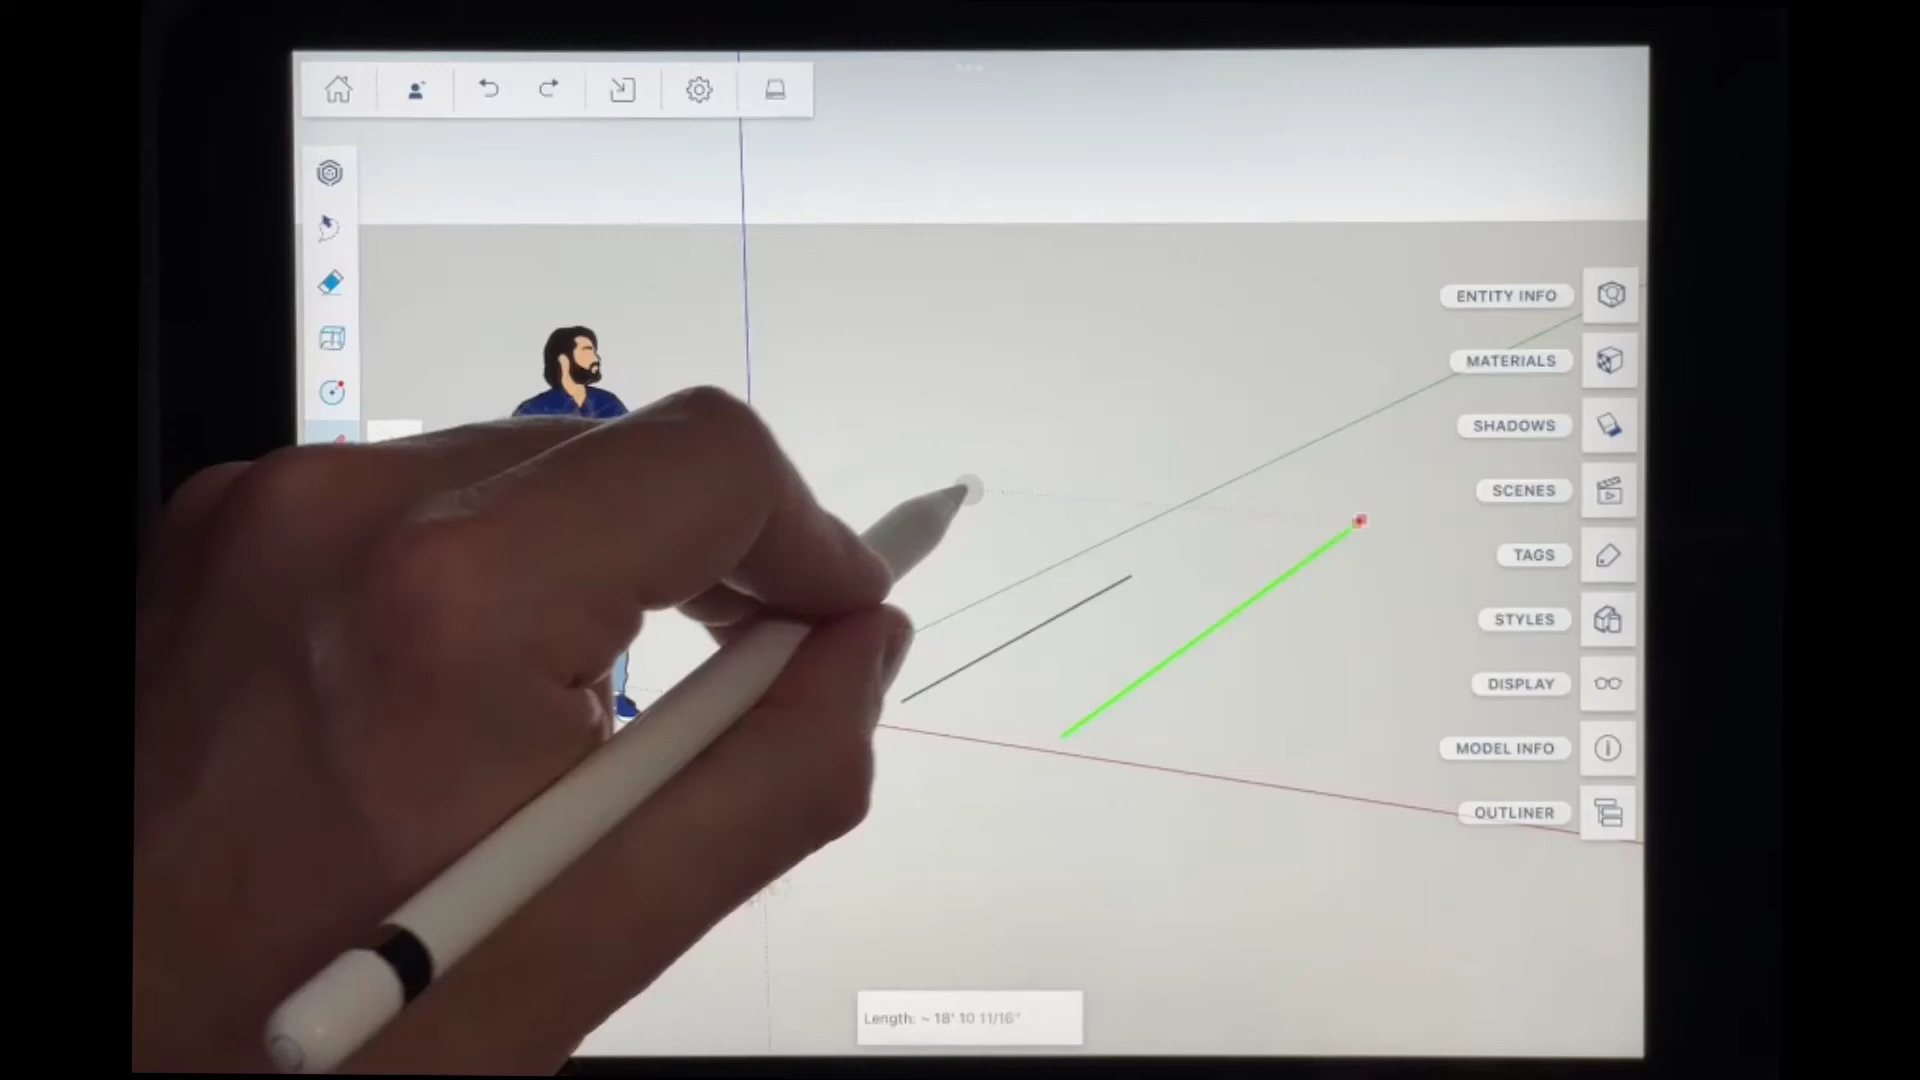 ENTITY INFO
MATERIALS
SHADOWS
SCENES
TAGS
STYLES
DISPLAY
MODEL INFO
OUTLINER
Length: ~ 18' 10 11/16"